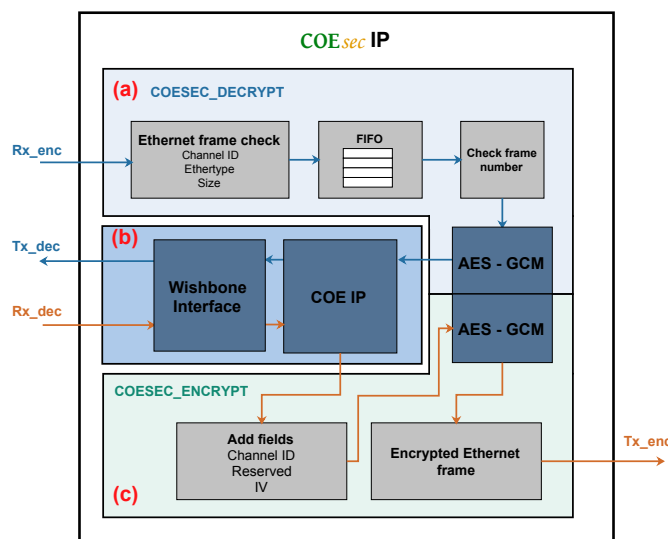 COEsec IP
(a) COESEC_DECRYPT
Ethernet frame check
Channel ID
Ethertype
Size
FIFO
Check frame
number
Rx_enc
(b)
Tx_dec
Rx_dec
Wishbone
Interface
COE IP
AES - GCM
AES - GCM
COESEC_ENCRYPT
Add fields
Channel ID
Reserved
IV
Encrypted Ethernet
frame
Tx_enc
(c)